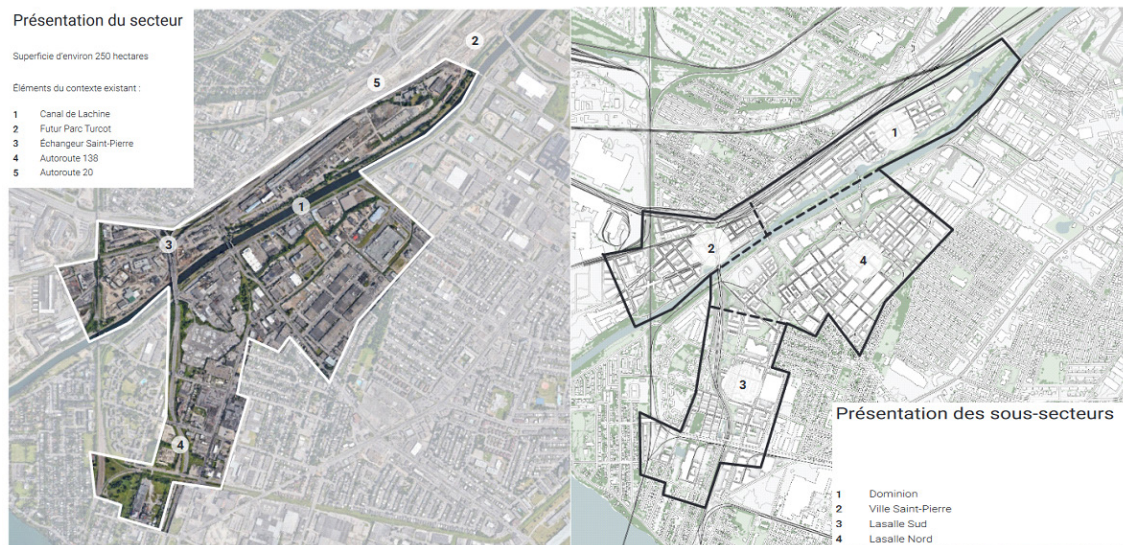 Présentation du secteur
Superficie d'environ 250 hectares
Éléments du contexte existant :
1 Canal de Lachine
2 Futur Parc Turcot
3 Échangeur Saint-Pierre
4 Autoroute 138
5 Autoroute 20
2
5
1
3
4
1
2
4
3
Présentation des sous-secteurs
1 Dominion
2 Ville Saint-Pierre
3 Lasalle Sud
4 Lasalle Nord